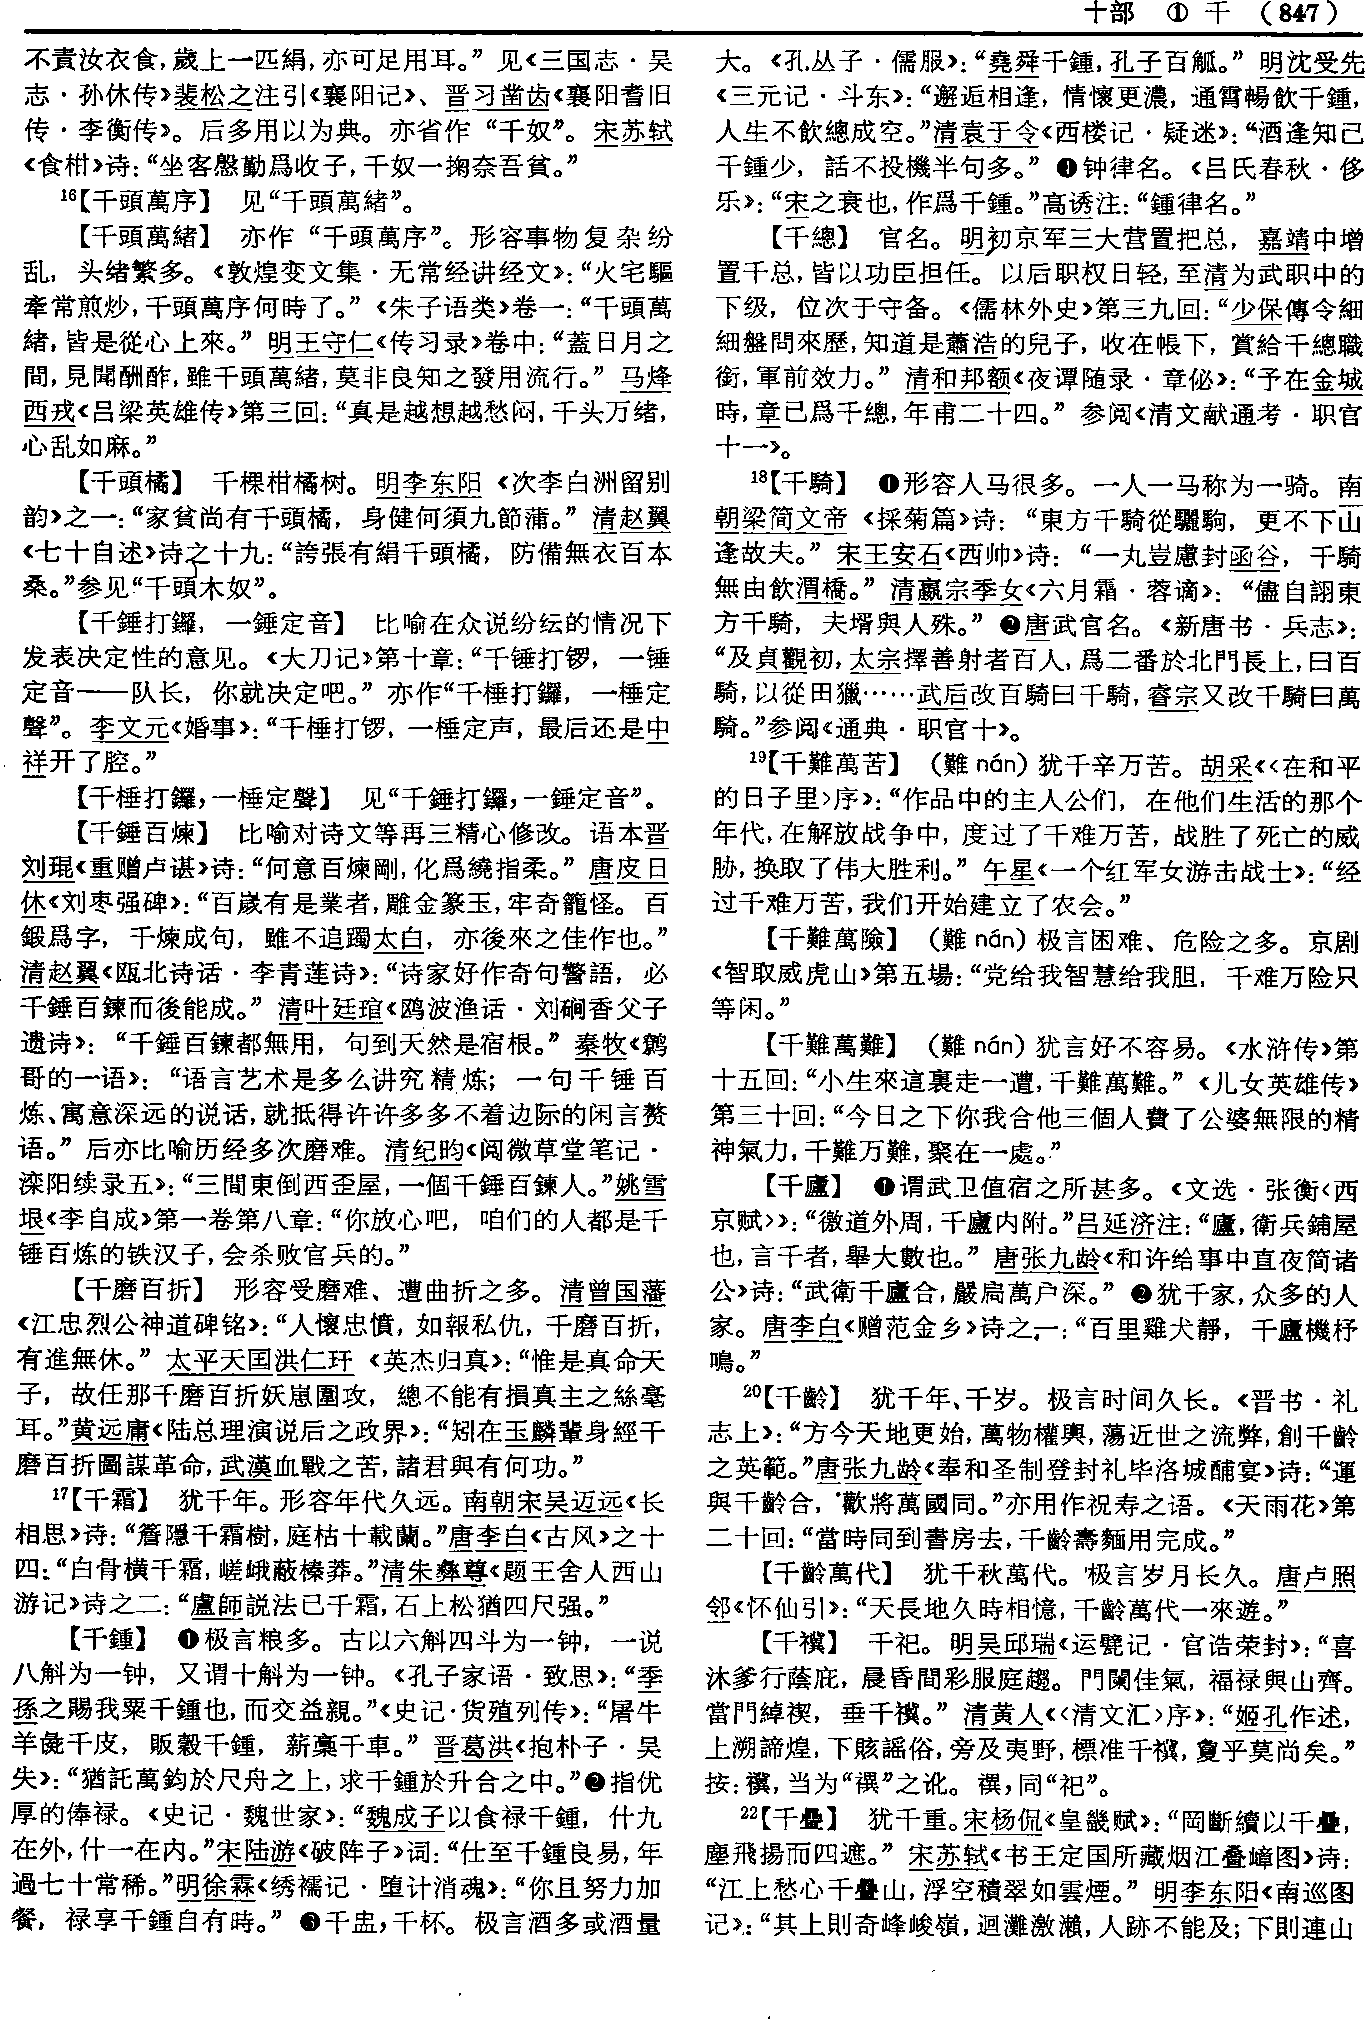 十部　①　千　（847）
不責汝衣食，歲上一匹絹，亦可足用耳。”见《三国志·吴
志·孙休传》裴松之注引《襄阳记》、晋习凿齿《襄阳耆旧
传·李衡传》。后多用以为典。亦省作“千奴”。宋苏轼
《食柑》诗：“坐客慇勤爲收子，千奴一掬奈吾貧。”
16【千頭萬序】　见“千頭萬緒”。
【千頭萬緒】　亦作“千頭萬序”。形容事物复杂纷
乱，头绪繁多。《敦煌变文集·无常经讲经文》：“火宅驅
牽常煎炒，千頭萬序何時了。”《朱子语类》卷一：“千頭萬
緒，皆是從心上來。”明王守仁《传习录》卷中：“蓋日月之
間，見聞酬酢，雖千頭萬緒，莫非良知之發用流行。”马烽
西戎《吕梁英雄传》第三回：“真是越想越愁闷，千头万绪，
心乱如麻。”
【千頭橘】　千棵柑橘树。明李东阳《次李白洲留别
韵》之一：“家貧尚有千頭橘，身健何須九節蒲。”清赵翼
《七十自述》诗之十九：“誇張有絹千頭橘，防備無衣百本
桑。”参见“千頭木奴”。
【千錘打鑼，一錘定音】　比喻在众说纷纭的情况下
发表决定性的意见。《大刀记》第十章：“千锤打锣，一锤
定音——队长，你就决定吧。”亦作“千棰打鑼，一棰定
聲”。李文元《婚事》：“千棰打锣，一棰定声，最后还是中
祥开了腔。”
【千棰打鑼，一棰定聲】　见“千錘打鑼，一錘定音”。
【千錘百煉】　比喻对诗文等再三精心修改。语本晋
刘琨《重赠卢谌》诗：“何意百煉剛，化爲繞指柔。”唐皮日
休《刘枣强碑》：“百崴有是業者，雕金篆玉，牢奇籠怪。百
鍛爲字，千煉成句，雖不追躅太白，亦後來之佳作也。”
清赵翼《瓯北诗话·李青莲诗》：“诗家好作奇句警語，必
千錘百鍊而後能成。”清叶廷琯《鸥波渔话·刘㵎香父子
遗诗》：“千錘百鍊都無用，句到天然是宿根。”秦牧《鹩
哥的一语》：“语言艺术是多么讲究精炼；一句千锤百
炼、寓意深远的说话，就抵得许许多多不着边际的闲言赘
语。”后亦比喻历经多次磨难。清纪昀《阅微草堂笔记·
滦阳续录五》：“三間東倒西歪屋，一個千錘百鍊人。”姚雪
垠《李自成》第一卷第八章：“你放心吧，咱们的人都是千
锤百炼的铁汉子，会杀败官兵的。”
【千磨百折】　形容受磨难、遭曲折之多。清曾国藩
《江忠烈公神道碑铭》：“人懷忠憤，如報私仇，千磨百折，
有進無休。”太平天国洪仁玕《英杰归真》：“惟是真命天
子，故任那千磨百折妖崽圍攻，總不能有損真主之絲毫
耳。”黄远庸《陆总理演说后之政界》：“矧在玉麟輩身經千
磨百折圖謀革命，武漢血戰之苦，諸君與有何功。”
17【千霜】　犹千年。形容年代久远。南朝宋吴迈远《长
相思》诗：“簷隱千霜樹，庭枯十載蘭。”唐李白《古风》之十
四：“白骨横千霜，嵯峨蔽榛莽。”清朱彝尊《题王舍人西山
游记》诗之二：“盧師説法已千霜，石上松猶四尺强。”
【千鍾】　❶极言粮多。古以六斛四斗为一钟，一说
八斛为一钟，又谓十斛为一钟。《孔子家语·致思》：“季
孫之賜我粟千鍾也，而交益親。”《史记·货殖列传》：“屠牛
羊彘千皮，販穀千鍾，薪稾千車。”晋葛洪《抱朴子·吴
失》：“猶託萬鈞於尺舟之上，求千鍾於升合之中。”❷指优
厚的俸禄。《史记·魏世家》：“魏成子以食禄千鍾，什九
在外，什一在内。”宋陆游《破阵子》词：“仕至千鍾良易，年
過七十常稀。”明徐霖《绣襦记·堕计消魂》：“你且努力加
餐，禄享千鍾自有時。”❸千盅，千杯。极言酒多或酒量
大。《孔丛子·儒服》：“堯舜千鍾，孔子百觚。”明沈受先
《三元记·斗东》：“邂逅相逢，情懷更濃，通霄暢飲千鍾，
人生不飲總成空。”清袁于令《西楼记·疑迷》：“酒逢知己
千鍾少，話不投機半句多。”❹钟律名。《吕氏春秋·侈
乐》：“宋之衰也，作爲千鍾。”高诱注：“鍾律名。”
【千總】　官名。明初京军三大营置把总，嘉靖中增
置千总，皆以功臣担任。以后职权日轻，至清为武职中的
下级，位次于守备。《儒林外史》第三九回：“少保傳令細
細盤問來歷，知道是蕭浩的兒子，收在帳下，賞給千總職
銜，軍前效力。”清和邦额《夜谭随录·章佖》：“予在金城
時，章已爲千總，年甫二十四。”参阅《清文献通考·职官
十一》。
18【千騎】　❶形容人马很多。一人一马称为一骑。南
朝梁简文帝《採菊篇》诗：“東方千騎從驪駒，更不下山
逢故夫。”宋王安石《西帅》诗：“一丸豈慮封函谷，千騎
無由飲渭橋。”清嬴宗季女《六月霜·蓉谪》：“儘自詡東
方千騎，夫壻與人殊。”❷唐武官名。《新唐书·兵志》：
“及貞觀初，太宗擇善射者百人，爲二番於北門長上，曰百
騎，以從田獵……武后改百騎曰千騎，睿宗又改千騎曰萬
騎。”参阅《通典·职官十》。
19【千難萬苦】　（難 nán）犹千辛万苦。胡采《〈在和平
的日子里〉序》：“作品中的主人公们，在他们生活的那个
年代，在解放战争中，度过了千难万苦，战胜了死亡的威
胁，换取了伟大胜利。”午星《一个红军女游击战士》：“经
过千难万苦，我们开始建立了农会。”
【千難萬險】　（難 nán）极言困难、危险之多。京剧
《智取威虎山》第五場：“党给我智慧给我胆，千难万险只
等闲。”
【千難萬難】　（難 nán）犹言好不容易。《水浒传》第
十五回：“小生來這裏走一遭，千難萬難。”《儿女英雄传》
第三十回：“今日之下你我合他三個人費了公婆無限的精
神氣力，千難万難，聚在一處。”
【千廬】　❶谓武卫值宿之所甚多。《文选·张衡〈西
京赋〉》：“徼道外周，千廬内附。”吕延济注：“廬，衛兵鋪屋
也，言千者，舉大數也。”唐张九龄《和许给事中直夜简诸
公》诗：“武衛千廬合，嚴扃萬户深。”❷犹千家，众多的人
家。唐李白《赠范金乡》诗之一：“百里雞犬靜，千廬機杼
鳴。”
20【千齡】　犹千年、千岁。极言时间久长。《晋书·礼
志上》：“方今天地更始，萬物權輿，蕩近世之流弊，創千齡
之英範。”唐张九龄《奉和圣制登封礼毕洛城酺宴》诗：“運
與千齡合，歡將萬國同。”亦用作祝寿之语。《天雨花》第
二十回：“當時同到書房去，千齡壽麵用完成。”
【千齡萬代】　犹千秋萬代。极言岁月长久。唐卢照
邻《怀仙引》：“天長地久時相憶，千齡萬代一來遊。”
【千禩】　千祀。明吴邱瑞《运甓记·官诰荣封》：“喜
沐爹行蔭庇，晨昏間彩服庭趨。門闌佳氣，福禄與山齊。
當門綽禊，垂千禩。”清黄人《〈清文汇〉序》：“姬孔作述，
上溯諦煌，下賅謡俗，旁及夷野，標准千禩，敻乎莫尚矣。”
按：禩，当为“禩”之讹。禩，同“祀”。
22【千疊】　犹千重。宋杨侃《皇畿赋》：“岡斷續以千疊，
塵飛揚而四遮。”宋苏轼《书王定国所藏烟江叠嶂图》诗：
“江上愁心千疊山，浮空積翠如雲煙。”明李东阳《南巡图
记》：“其上則奇峰峻嶺，迴灘激瀨，人跡不能及；下則連山